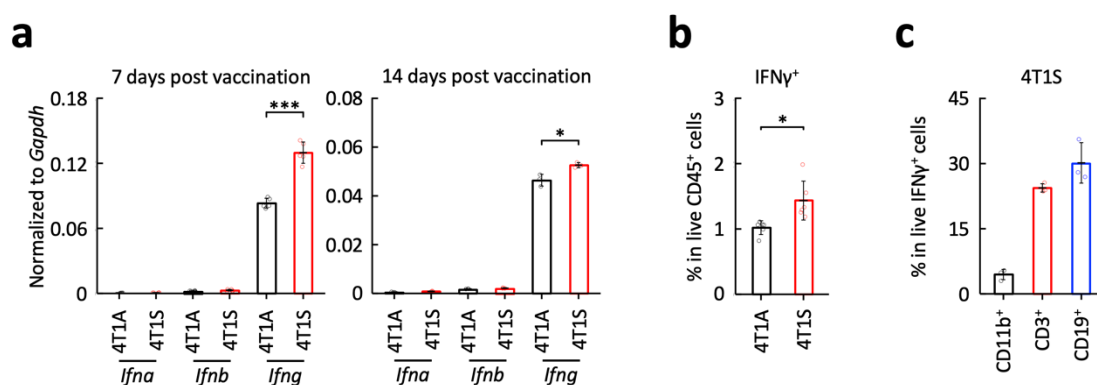 a
7 days post vaccination
Normalized to Gapdh
0.18
0.12
0.06
0
***
4T1A
4T1S
4T1A
4T1S
4T1A
4T1S
Ifna
Ifnb
Ifng
14 days post vaccination
0.08
0.06
0.04
0.02
0
*
4T1A
4T1S
4T1A
4T1S
4T1A
4T1S
Ifna
Ifnb
Ifng
b
IFNγ+
% in live CD45+ cells
3
2
1
0
*
4T1A
4T1S
c
4T1S
% in live IFNγ+ cells
45
30
15
0
CD11b+
CD3+
CD19+